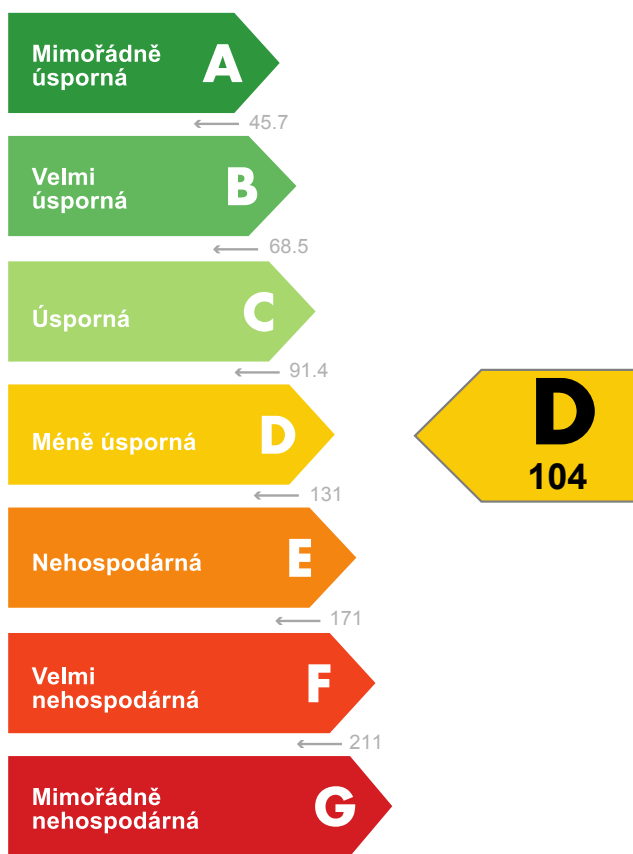 Mimořádně
úsporná
A
← 45.7
Velmi
úsporná
B
← 68.5
Úsporná C
← 91.4
Méně úsporná D
← 131
D
104
Nehospodárná E
← 171
Velmi
nehospodárná
F
← 211
Mimořádně
nehospodárná
G